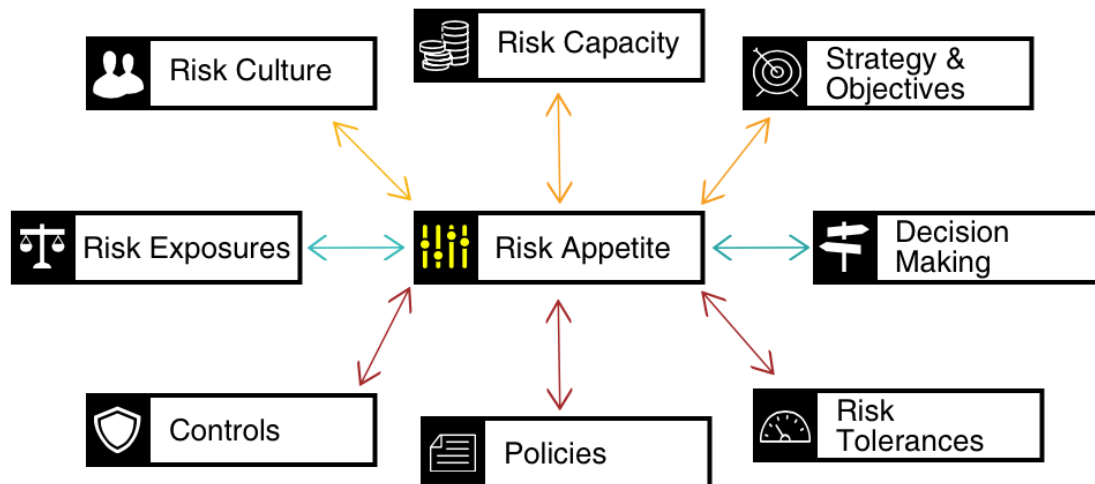 Risk Culture
Risk Capacity
Strategy &
Objectives
Risk Exposures
Risk Appetite
Decision
Making
Controls
Policies
Risk
Tolerances